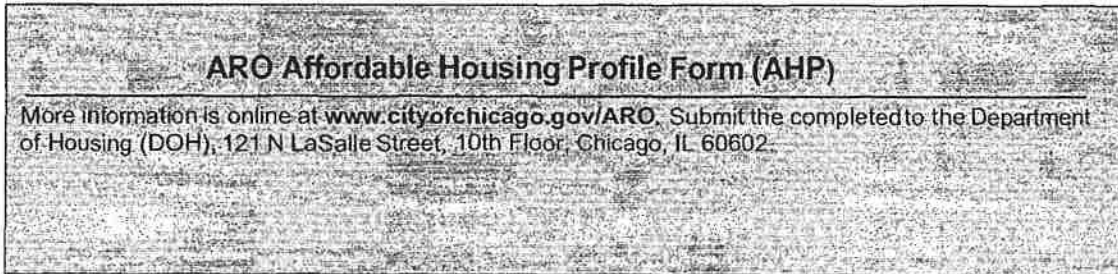 ARO Affordable Housing Profile Form (AHP)
More information is online at www.cityofchicago.gov/ARO. Submit the completed to the Department
of Housing (DOH), 121 N LaSalle Street, 10th Floor, Chicago, IL 60602.